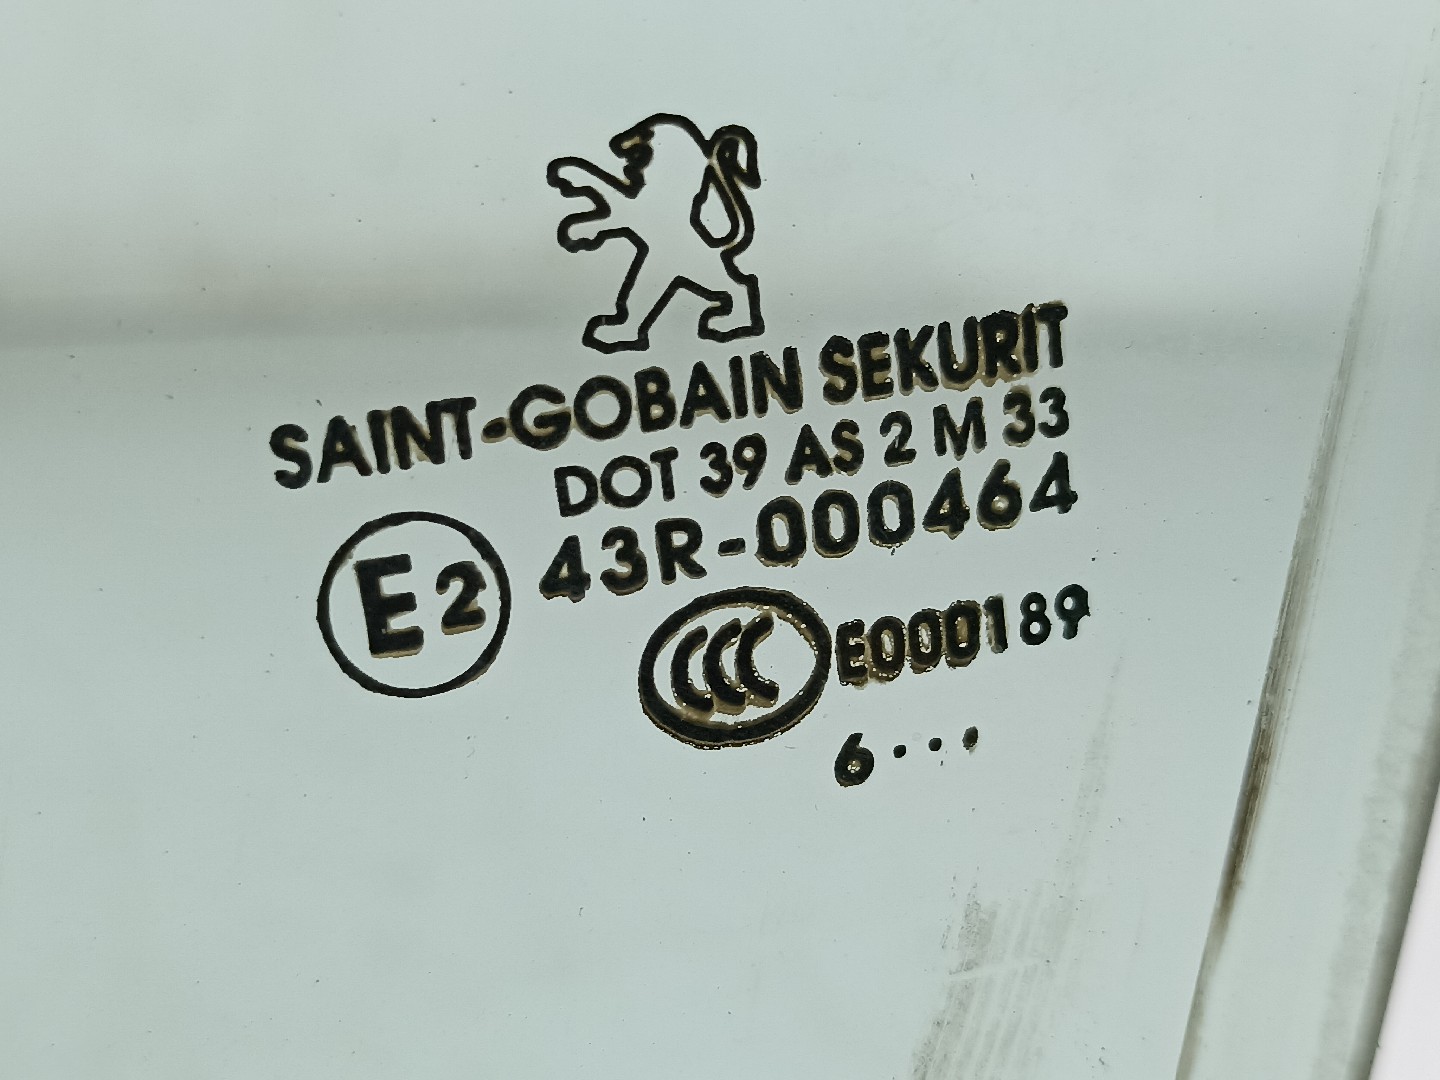 SAINT-GOBAIN SEKURIT
DOT 39 AS 2 M 33
E2 43R-000464
CCC E000189
6...